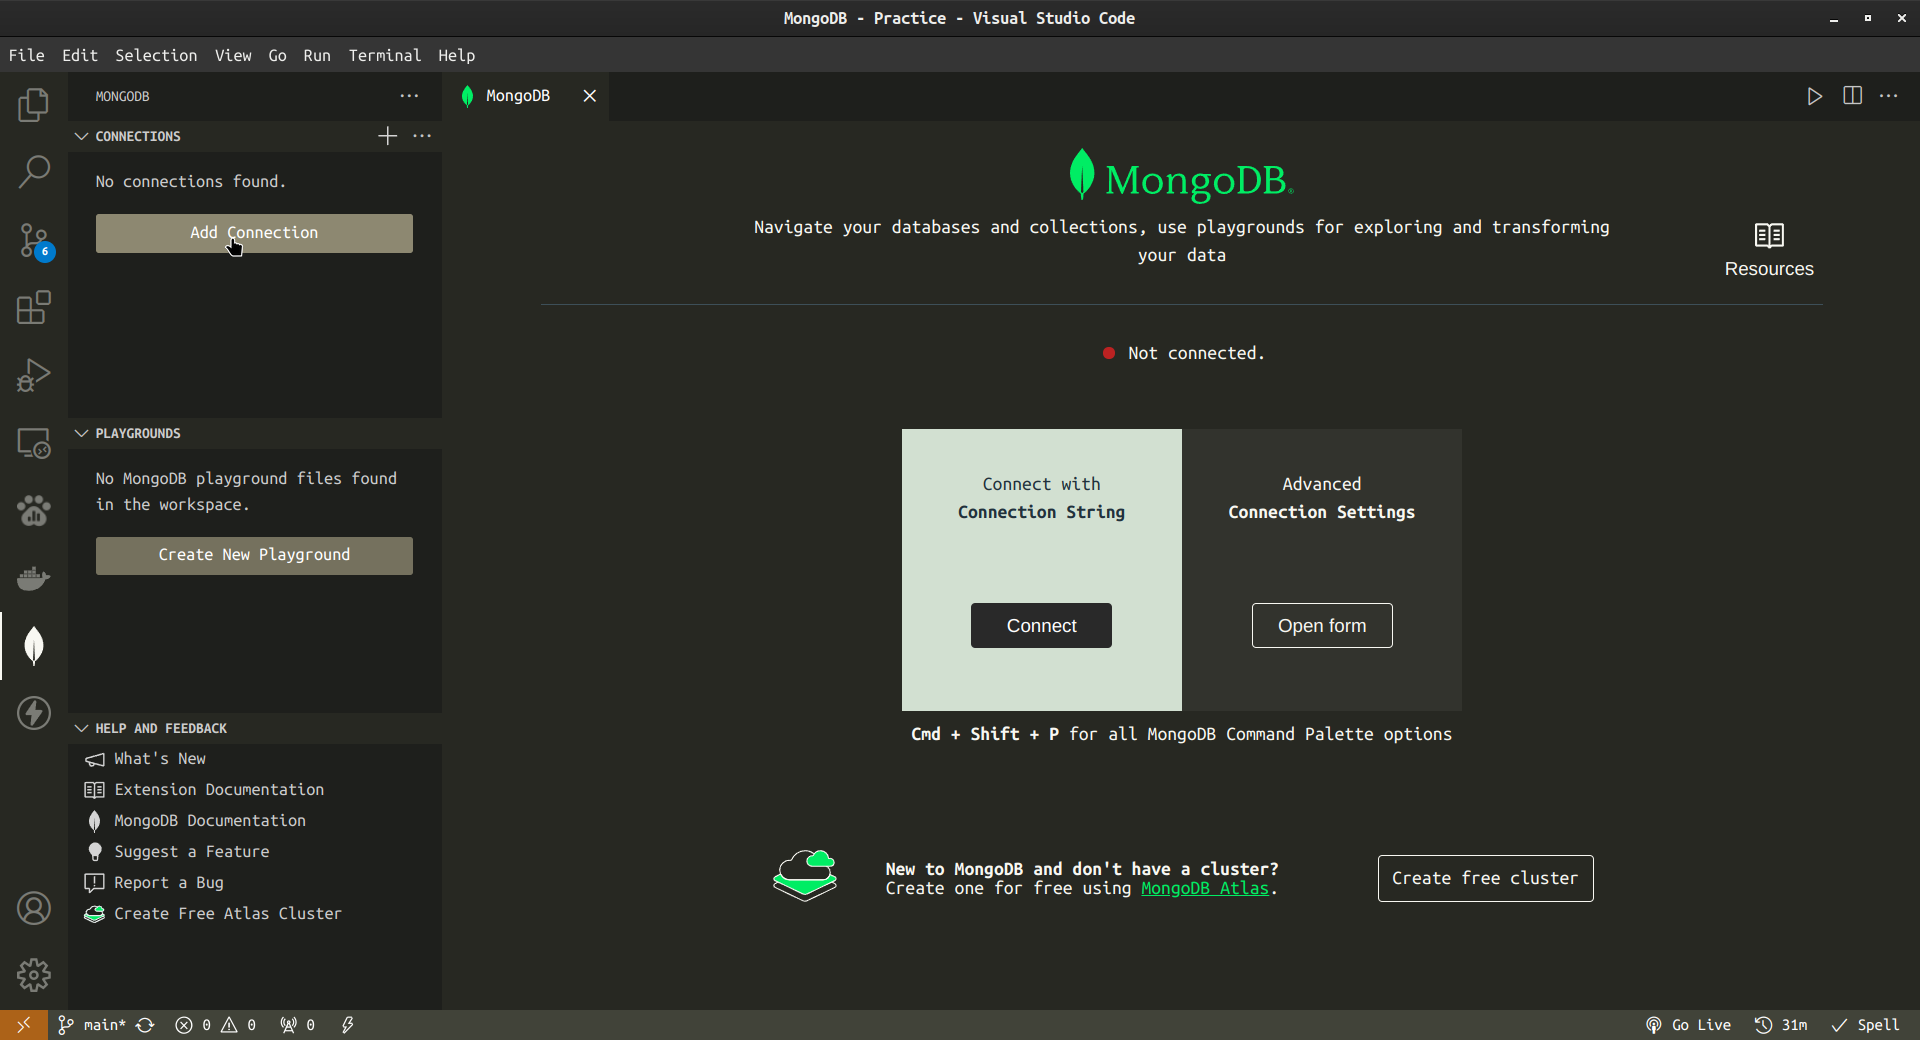 MongoDB - Practice - Visual Studio Code
File Edit Selection View Go Run Terminal Help
MONGODB
MongoDB
CONNECTIONS
No connections found.
Add Connection
PLAYGROUNDS
No MongoDB playground files found
in the workspace.
Create New Playground
HELP AND FEEDBACK
What's New
Extension Documentation
MongoDB Documentation
Suggest a Feature
Report a Bug
Create Free Atlas Cluster
6
MongoDB®
Navigate your databases and collections, use playgrounds for exploring and transforming
your data
Resources
Not connected.
Connect with
Connection String
Connect
Advanced
Connection Settings
Open form
Cmd + Shift + P for all MongoDB Command Palette options
New to MongoDB and don't have a cluster?
Create one for free using MongoDB Atlas.
Create free cluster
main* 0 0 0 Go Live 31m Spell